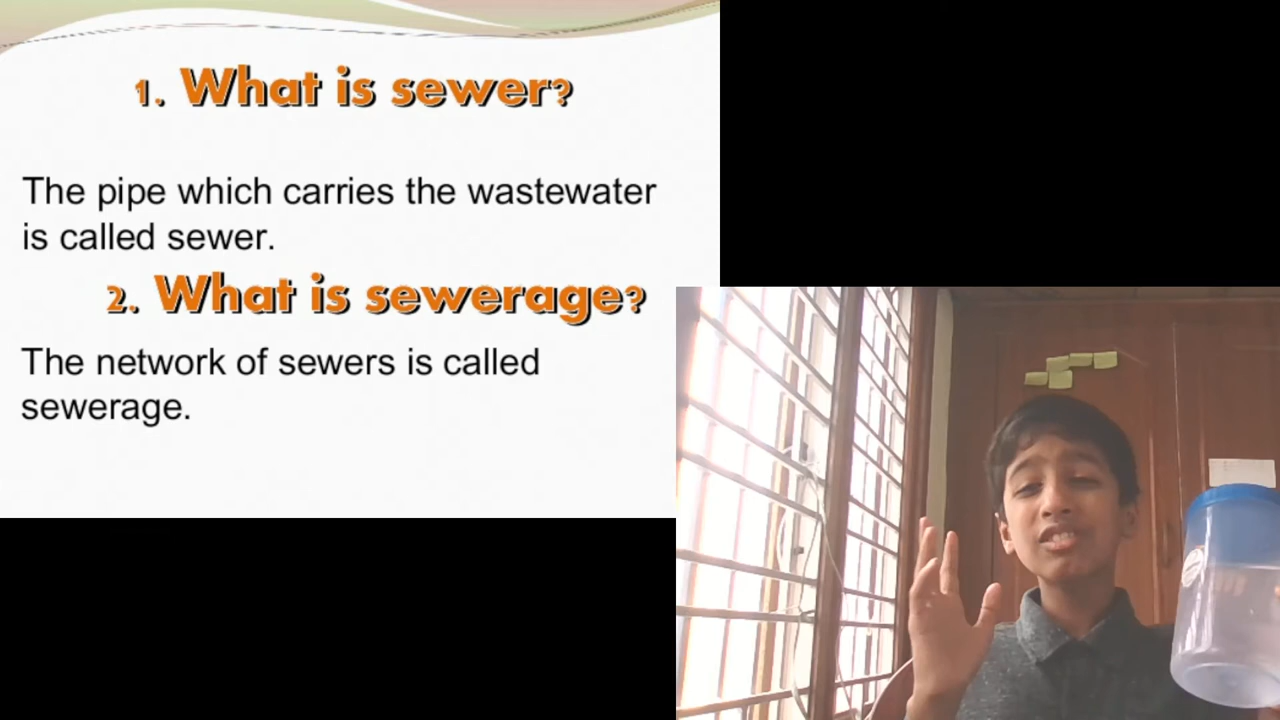 1. What is sewer?
The pipe which carries the wastewater
is called sewer.
2. What is sewerage?
The network of sewers is called
sewerage.